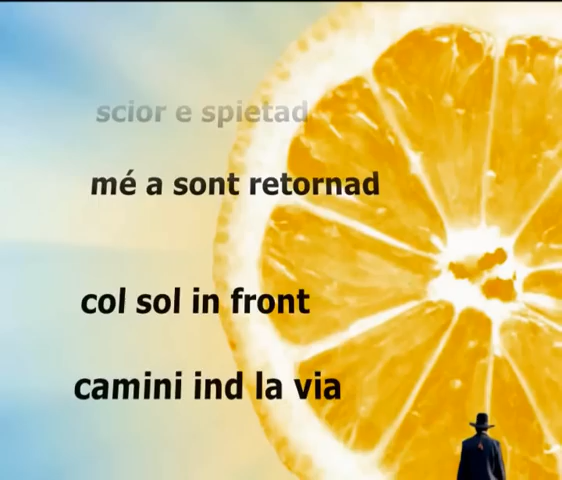 scior e spietad
mé a sont retornad
col sol in front
camini ind la via